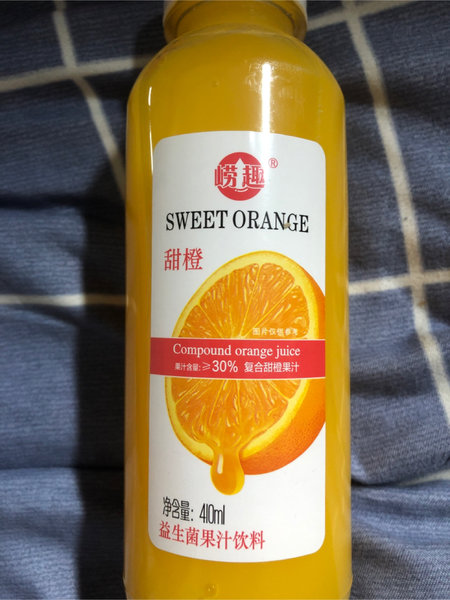 崂趣®
SWEET ORANGE
甜橙
图片仅供参考
Compound orange juice
果汁含量:≥30% 复合甜橙果汁
净含量: 410ml
益生菌果汁饮料